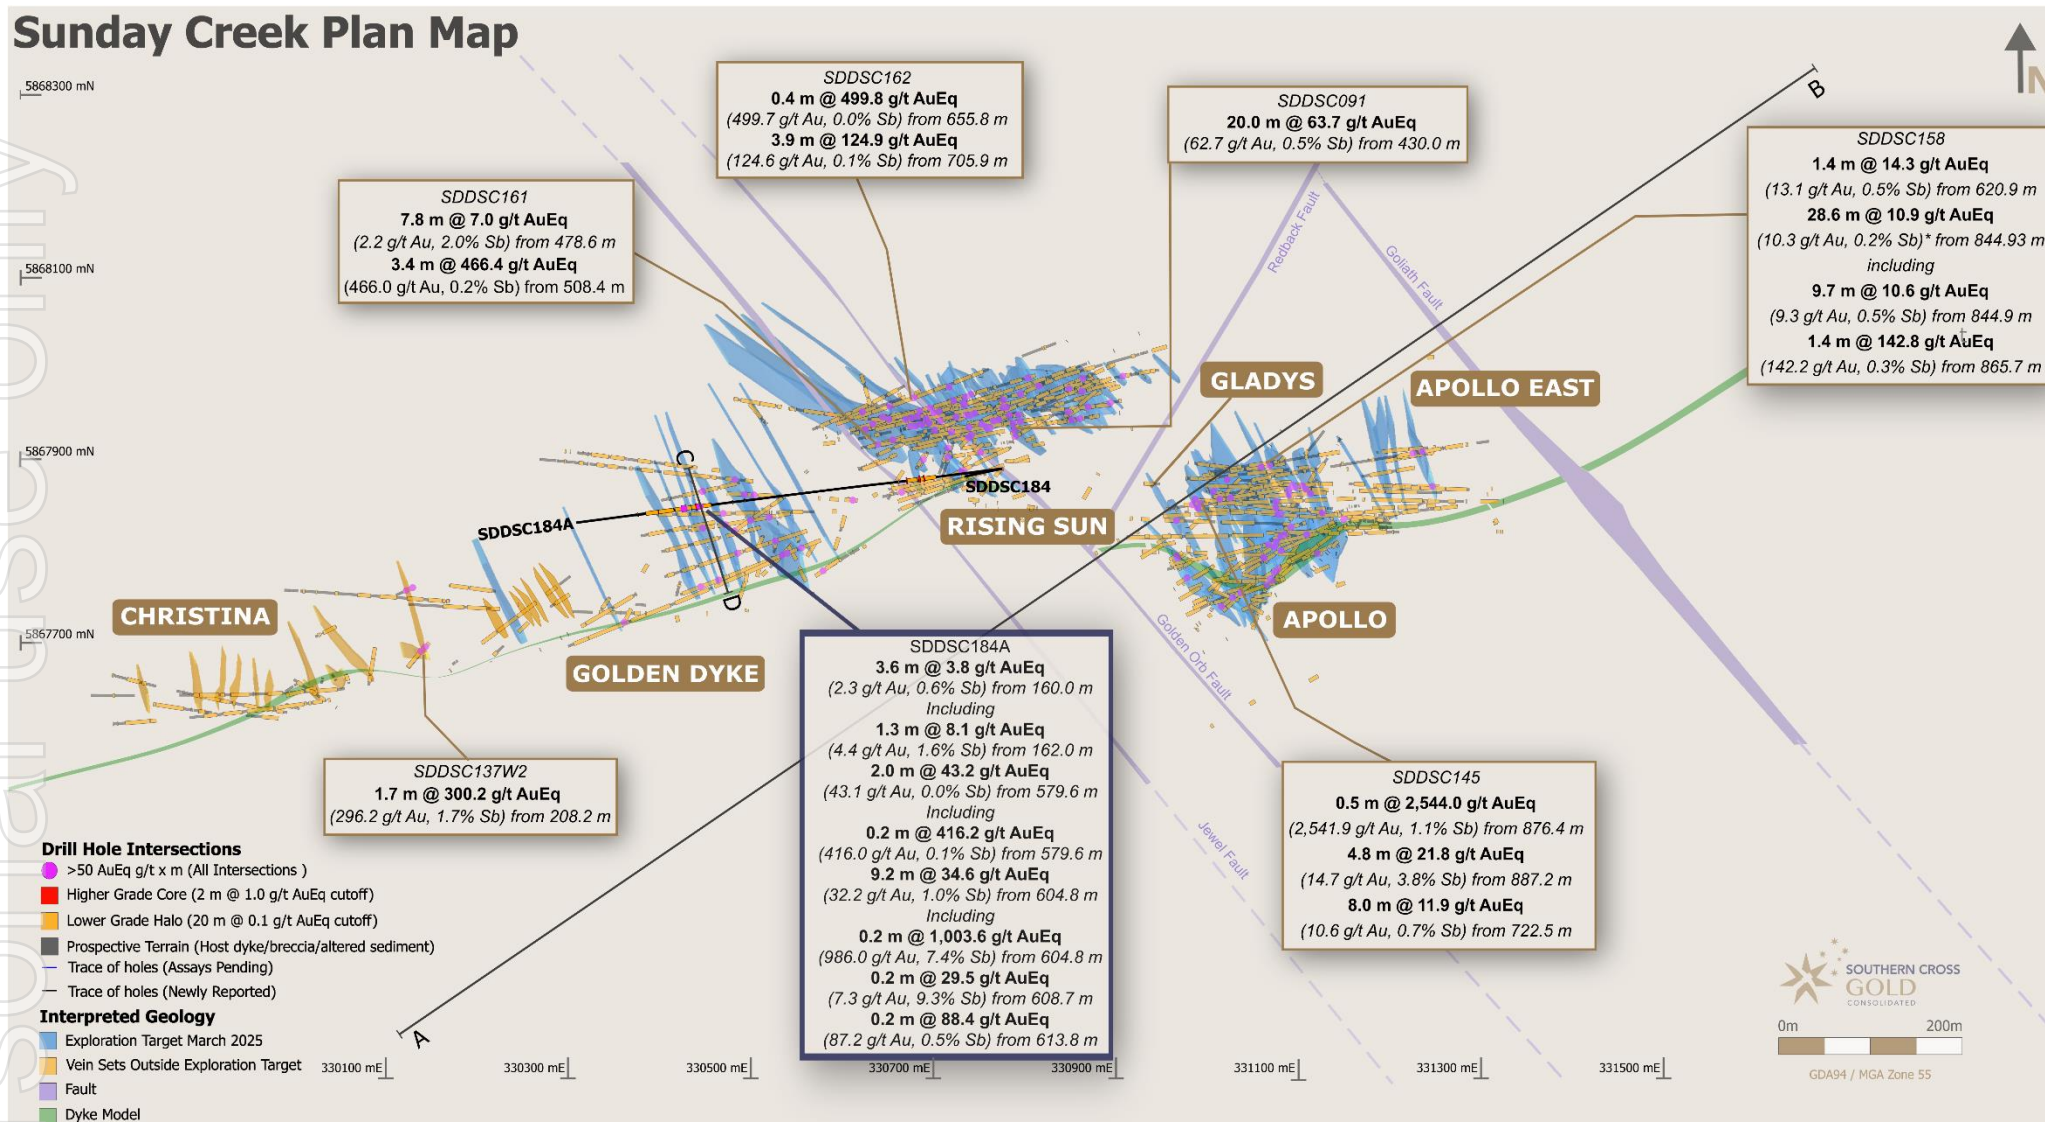 Sunday Creek Plan Map
5868300 mN
5868100 mN
5867900 mN
5867700 mN
SDDSC161
7.8 m @ 7.0 g/t AuEq
(2.2 g/t Au, 2.0% Sb) from 478.6 m
3.4 m @ 466.4 g/t AuEq
(466.0 g/t Au, 0.2% Sb) from 508.4 m
SDDSC162
0.4 m @ 499.8 g/t AuEq
(499.7 g/t Au, 0.0% Sb) from 655.8 m
3.9 m @ 124.9 g/t AuEq
(124.6 g/t Au, 0.1% Sb) from 705.9 m
SDDSC091
20.0 m @ 63.7 g/t AuEq
(62.7 g/t Au, 0.5% Sb) from 430.0 m
B
N
SDDSC158
1.4 m @ 14.3 g/t AuEq
(13.1 g/t Au, 0.5% Sb) from 620.9 m
28.6 m @ 10.9 g/t AuEq
(10.3 g/t Au, 0.2% Sb)* from 844.93 m
including
9.7 m @ 10.6 g/t AuEq
(9.3 g/t Au, 0.5% Sb) from 844.9 m
1.4 m @ 142.8 g/t AuEq
(142.2 g/t Au, 0.3% Sb) from 865.7 m
Redback Fault
Goliath Fault
GLADYS
APOLLO EAST
C
SDDSC184
SDDSC184A
RISING SUN
D
CHRISTINA
GOLDEN DYKE
APOLLO
Golden Orb Fault
Jewel Fault
SDDSC184A
3.6 m @ 3.8 g/t AuEq
(2.3 g/t Au, 0.6% Sb) from 160.0 m
Including
1.3 m @ 8.1 g/t AuEq
(4.4 g/t Au, 1.6% Sb) from 162.0 m
2.0 m @ 43.2 g/t AuEq
(43.1 g/t Au, 0.0% Sb) from 579.6 m
Including
0.2 m @ 416.2 g/t AuEq
(416.0 g/t Au, 0.1% Sb) from 579.6 m
9.2 m @ 34.6 g/t AuEq
(32.2 g/t Au, 1.0% Sb) from 604.8 m
Including
0.2 m @ 1,003.6 g/t AuEq
(986.0 g/t Au, 7.4% Sb) from 604.8 m
0.2 m @ 29.5 g/t AuEq
(7.3 g/t Au, 9.3% Sb) from 608.7 m
0.2 m @ 88.4 g/t AuEq
(87.2 g/t Au, 0.5% Sb) from 613.8 m
SDDSC137W2
1.7 m @ 300.2 g/t AuEq
(296.2 g/t Au, 1.7% Sb) from 208.2 m
SDDSC145
0.5 m @ 2,544.0 g/t AuEq
(2,541.9 g/t Au, 1.1% Sb) from 876.4 m
4.8 m @ 21.8 g/t AuEq
(14.7 g/t Au, 3.8% Sb) from 887.2 m
8.0 m @ 11.9 g/t AuEq
(10.6 g/t Au, 0.7% Sb) from 722.5 m
A
Drill Hole Intersections
>50 AuEq g/t x m (All Intersections )
Higher Grade Core (2 m @ 1.0 g/t AuEq cutoff)
Lower Grade Halo (20 m @ 0.1 g/t AuEq cutoff)
Prospective Terrain (Host dyke/breccia/altered sediment)
Trace of holes (Assays Pending)
Trace of holes (Newly Reported)
Interpreted Geology
Exploration Target March 2025
Vein Sets Outside Exploration Target
Fault
Dyke Model
330100 mE
330300 mE
330500 mE
330700 mE
330900 mE
331100 mE
331300 mE
331500 mE
SOUTHERN CROSS
GOLD
CONSOLIDATED
0m 200m
GDA94 / MGA Zone 55